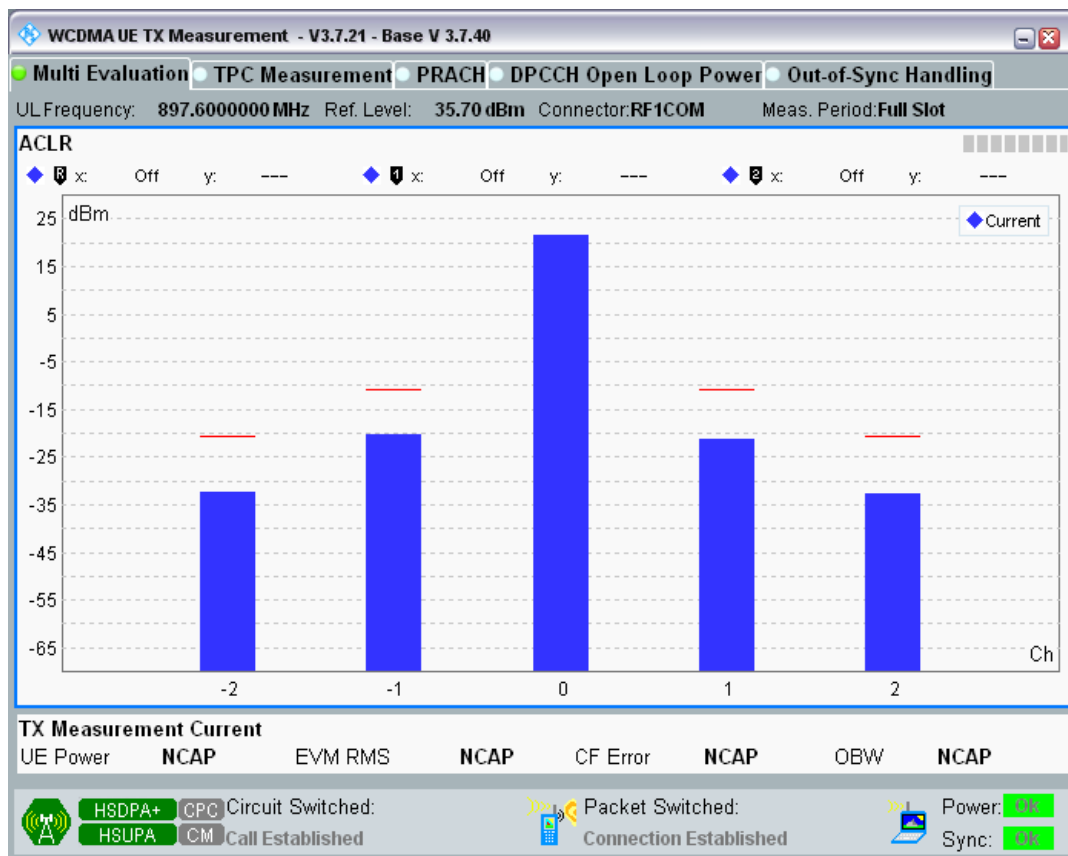 WCDMA UE TX Measurement - V3.7.21 - Base V 3.7.40
Multi Evaluation TPC Measurement PRACH DPCCH Open Loop Power Out-of-Sync Handling
UL Frequency: 897.6000000 MHz Ref. Level: 35.70 dBm Connector:RF1COM Meas. Period:Full Slot
ACLR
R x: Off y: --- 1 x: Off y: --- 2 x: Off y: ---
dBm
Current
25
15
5
-5
-15
-25
-35
-45
-55
-65
Ch
-2 -1 0 1 2
TX Measurement Current
UE Power NCAP EVM RMS NCAP CF Error NCAP OBW NCAP
HSDPA+ CPC Circuit Switched: Packet Switched: Power: OK
HSUPA CM Call Established Connection Established Sync: OK